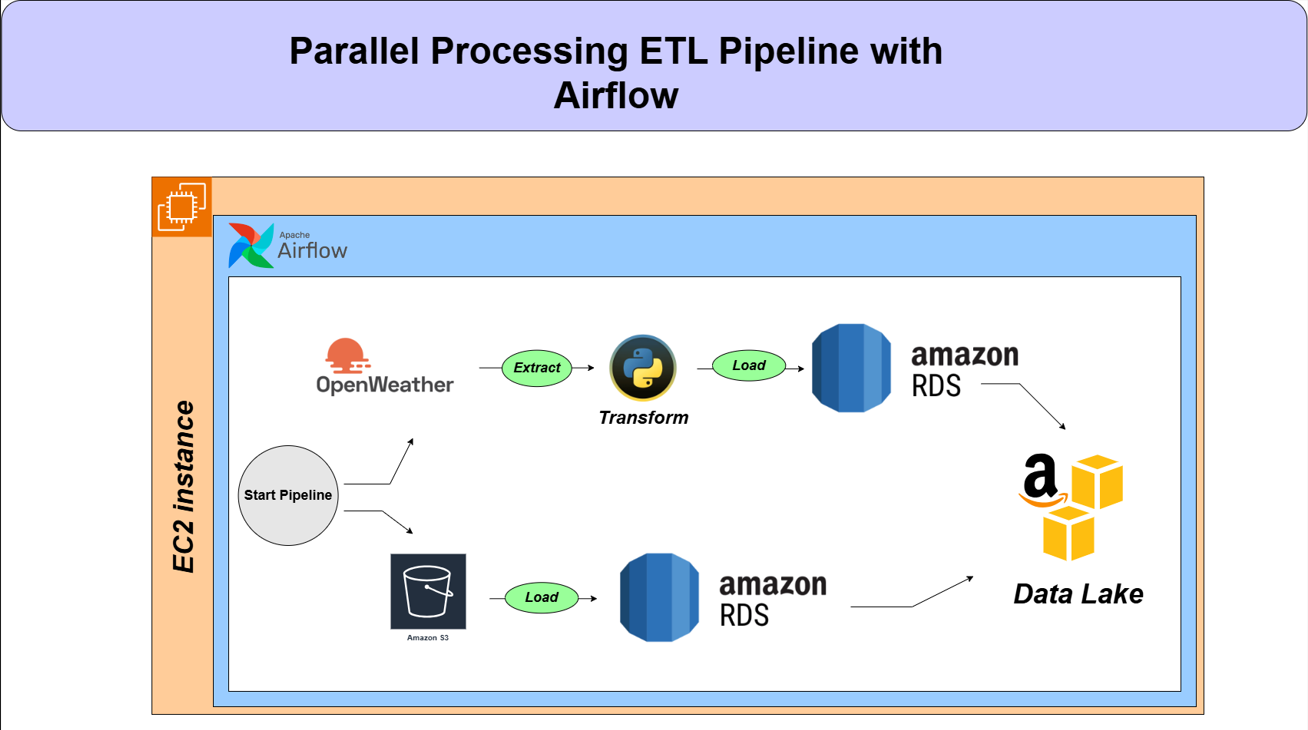 Parallel Processing ETL Pipeline with
Airflow
Apache
Airflow
EC2 instance
OpenWeather
Extract
Transform
Load
amazon
RDS
Start Pipeline
a
Data Lake
Amazon S3
Load
amazon
RDS